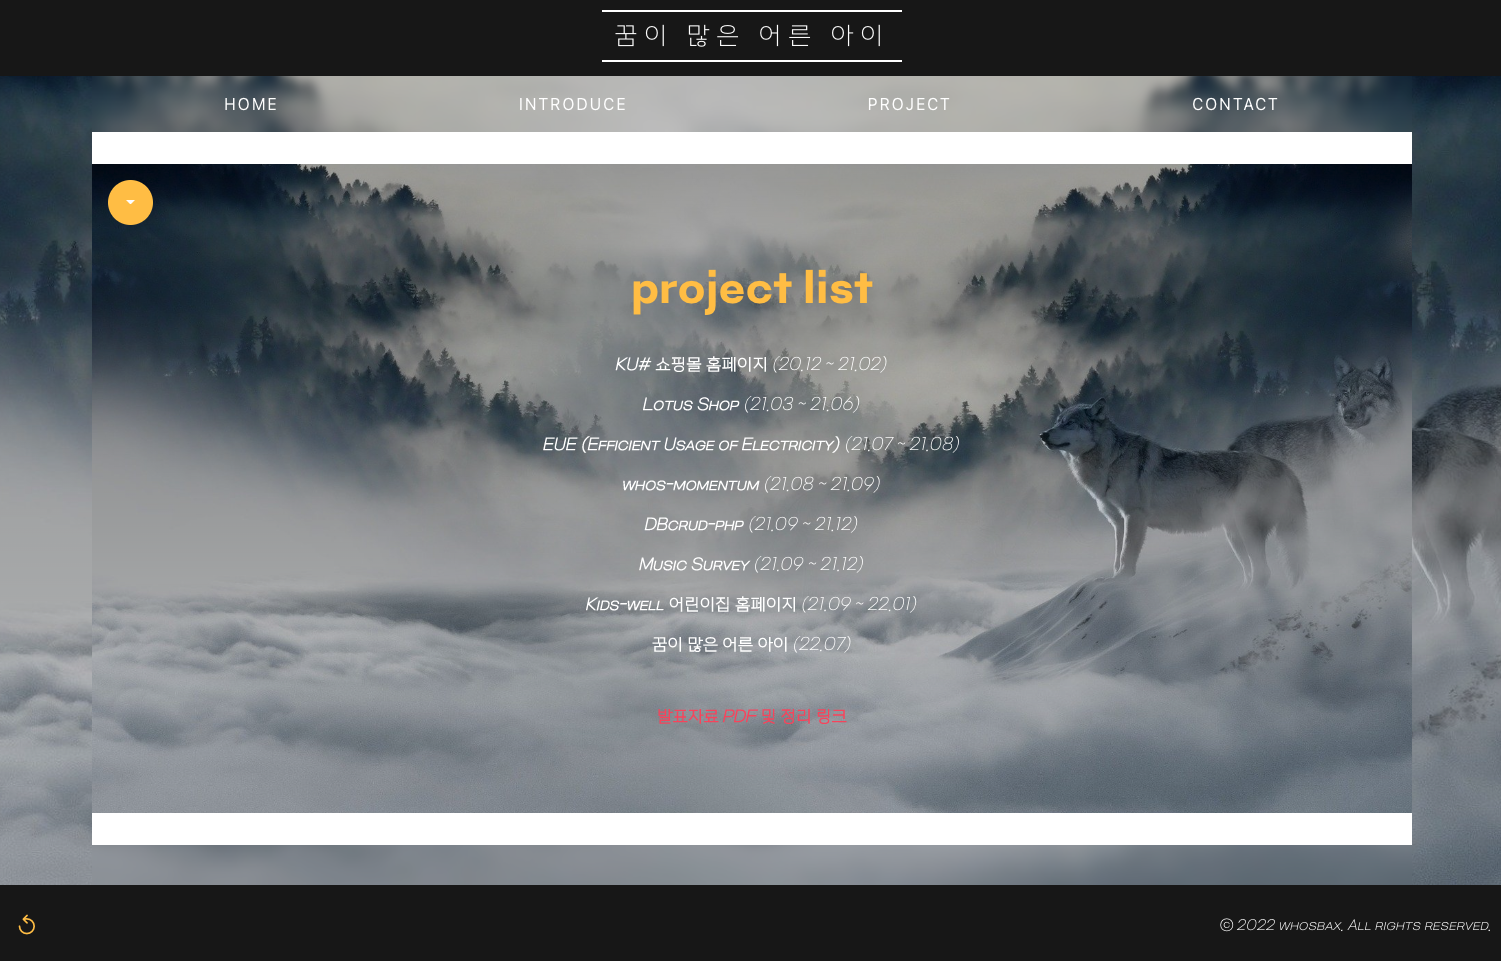 꿈이 많은 어른 아이
HOME INTRODUCE PROJECT CONTACT
project list
KU# 쇼핑몰 홈페이지 (20.12 ~ 21.02)
Lotus Shop (21.03 ~ 21.06)
EUE (Efficient Usage of Electricity) (21.07 ~ 21.08)
whos-momentum (21.08 ~ 21.09)
DBcrud-php (21.09 ~ 21.12)
Music Survey (21.09 ~ 21.12)
Kids-well 어린이집 홈페이지 (21.09 ~ 22.01)
꿈이 많은 어른 아이 (22.07)
발표자료 PDF 및 정리 링크
© 2022 whosbax. All rights reserved.